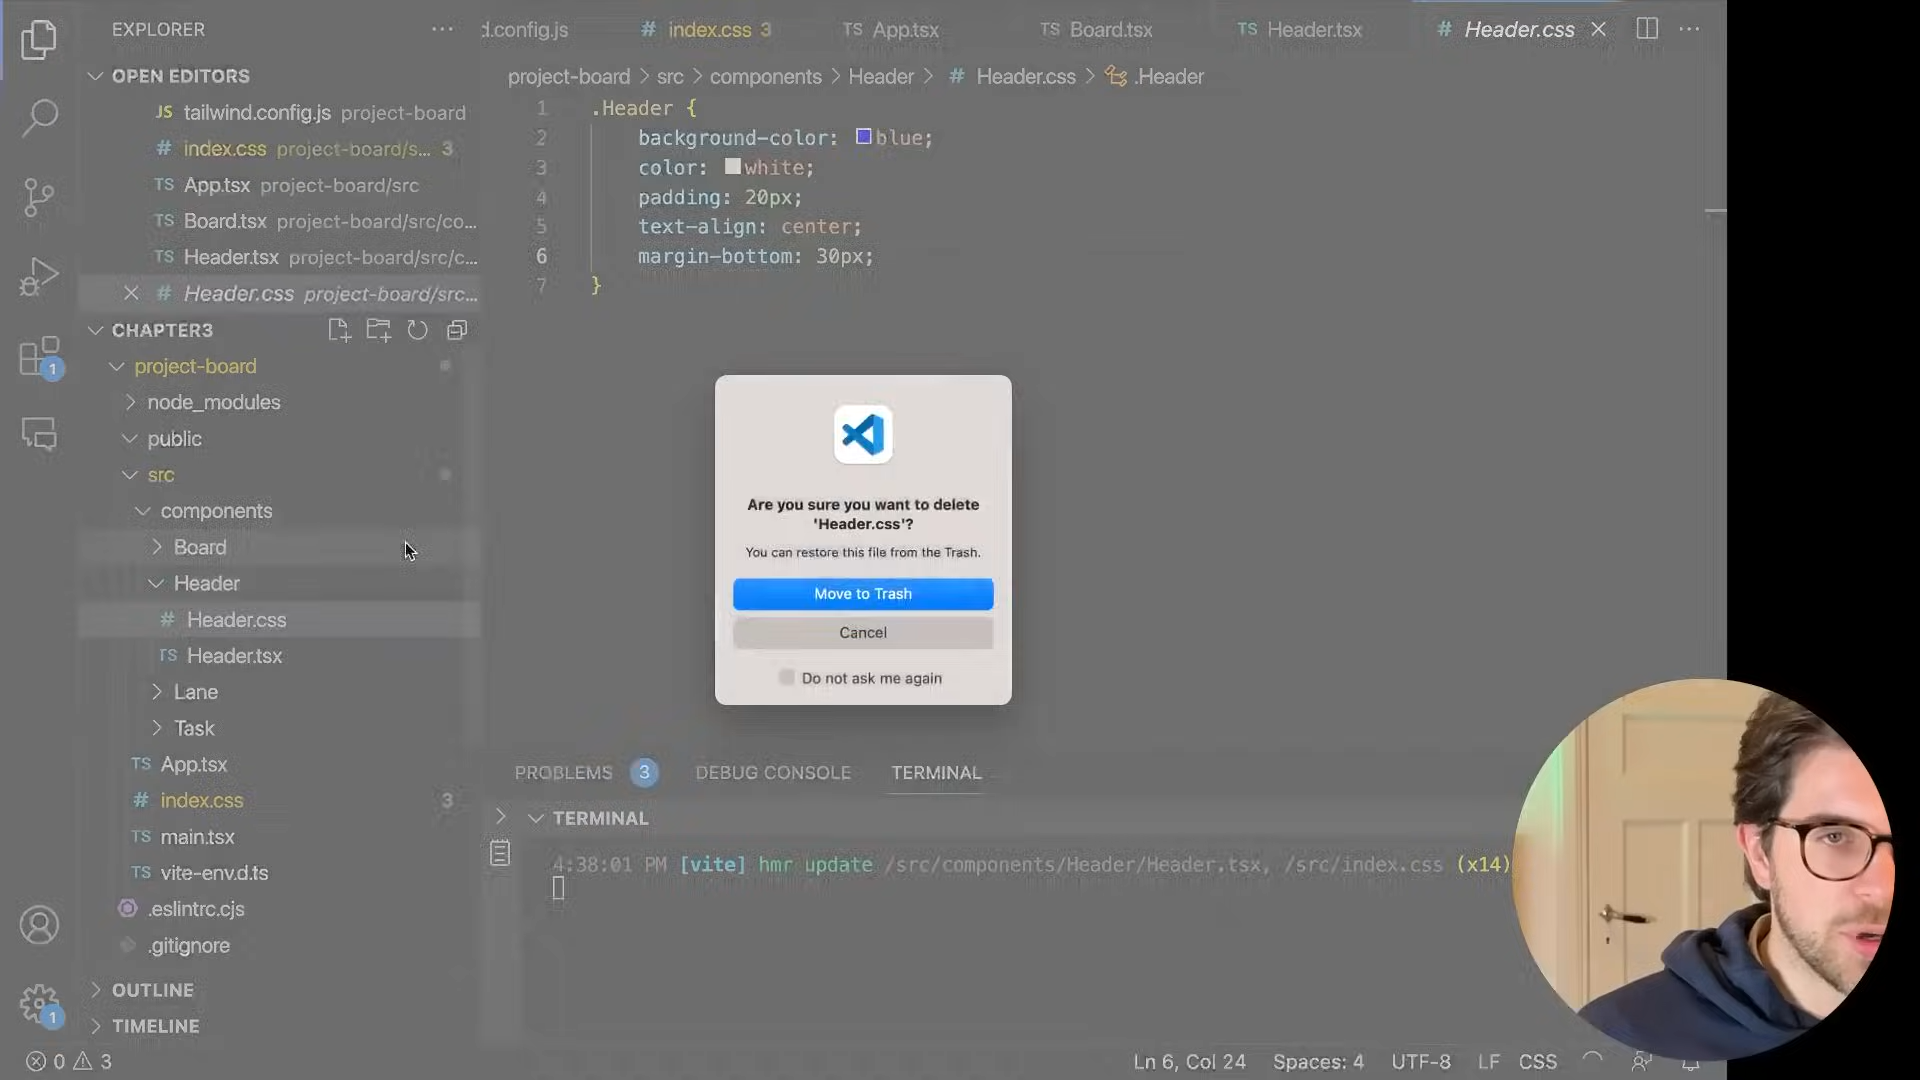 EXPLORER
d.config.js
# index.css 3
TS App.tsx
TS Board.tsx
TS Header.tsx
# Header.css
OPEN EDITORS
JS tailwind.config.js project-board
# index.css project-board/s... 3
TS App.tsx project-board/src
TS Board.tsx project-board/src/co...
TS Header.tsx project-board/src/c...
# Header.css project-board/src...
CHAPTER3
project-board
node_modules
public
src
components
Board
Header
# Header.css
TS Header.tsx
Lane
Task
TS App.tsx
# index.css 3
TS main.tsx
TS vite-env.d.ts
.eslintrc.cjs
.gitignore
OUTLINE
TIMELINE
1
1
project-board > src > components > Header > # Header.css > .Header
1 .Header {
2 background-color: blue;
3 color: white;
4 padding: 20px;
5 text-align: center;
6 margin-bottom: 30px;
7 }
Are you sure you want to delete
'Header.css'?
You can restore this file from the Trash.
Move to Trash
Cancel
Do not ask me again
PROBLEMS 3 DEBUG CONSOLE TERMINAL
TERMINAL
4:38:01 PM [vite] hmr update /src/components/Header/Header.tsx, /src/index.css (x14)
0 3
Ln 6, Col 24 Spaces: 4 UTF-8 LF CSS